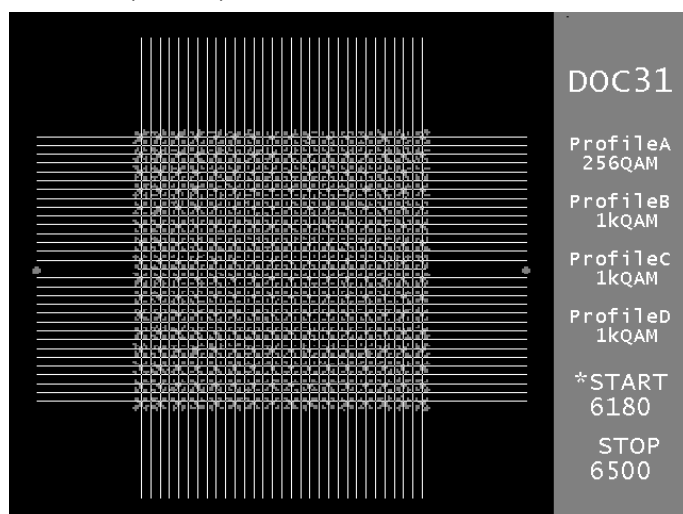 DOC31
ProfileA
256QAM
ProfileB
1kQAM
ProfileC
1kQAM
ProfileD
1kQAM
*START
6180
STOP
6500